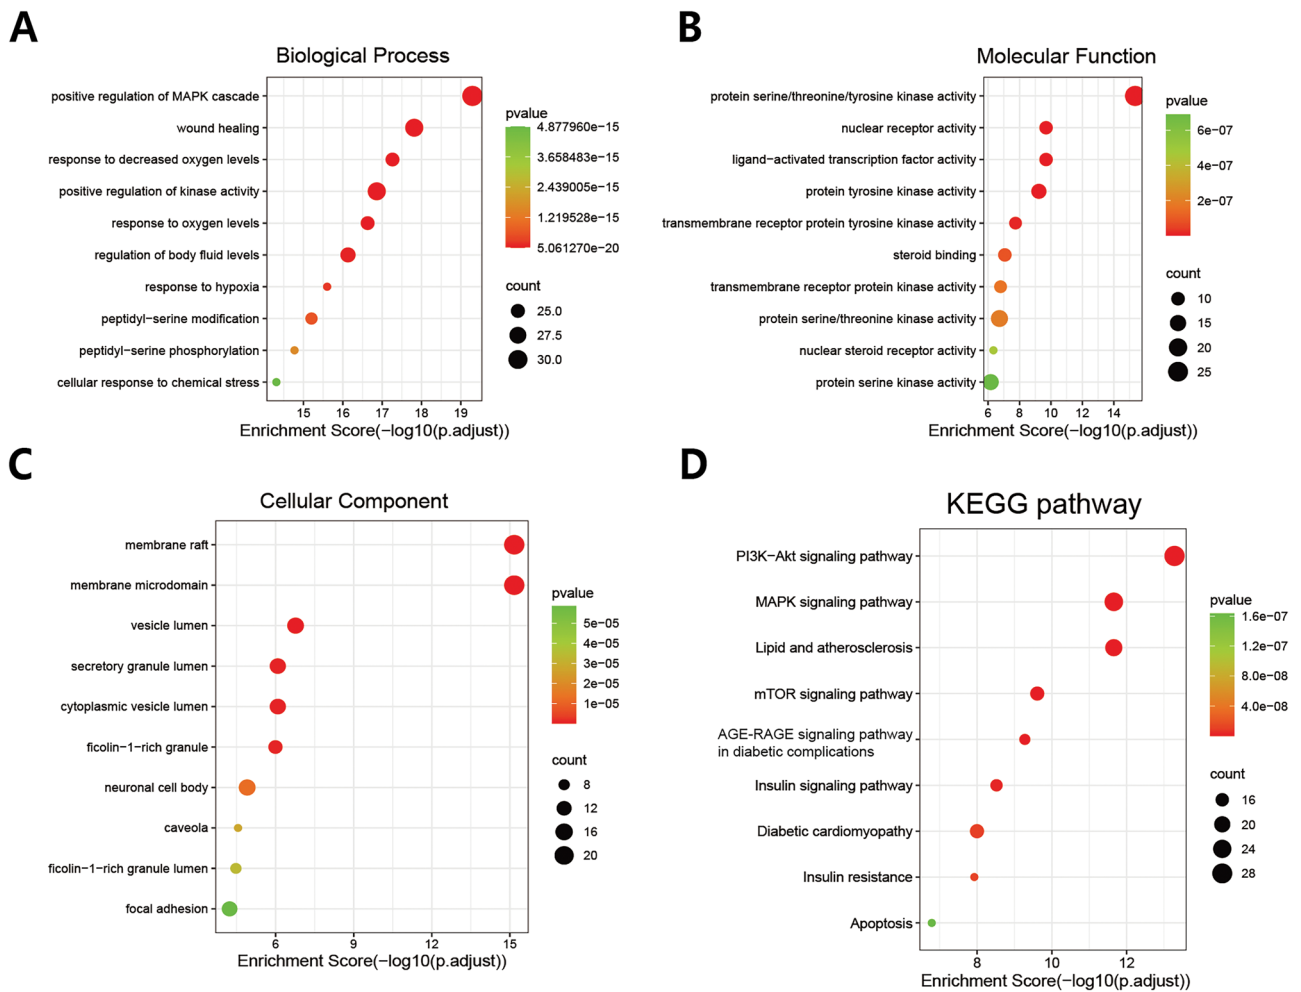 A
Biological Process
positive regulation of MAPK cascade
wound healing
response to decreased oxygen levels
positive regulation of kinase activity
response to oxygen levels
regulation of body fluid levels
response to hypoxia
peptidyl−serine modification
peptidyl−serine phosphorylation
cellular response to chemical stress
15 16 17 18 19
Enrichment Score(−log10(p.adjust))
pvalue
4.877960e−15
3.658483e−15
2.439005e−15
1.219528e−15
5.061270e−20
count
25.0
27.5
30.0
B
Molecular Function
protein serine/threonine/tyrosine kinase activity
nuclear receptor activity
ligand−activated transcription factor activity
protein tyrosine kinase activity
transmembrane receptor protein tyrosine kinase activity
steroid binding
transmembrane receptor protein kinase activity
protein serine/threonine kinase activity
nuclear steroid receptor activity
protein serine kinase activity
6 8 10 12 14
Enrichment Score(−log10(p.adjust))
pvalue
6e−07
4e−07
2e−07
count
10
15
20
25
C
Cellular Component
membrane raft
membrane microdomain
vesicle lumen
secretory granule lumen
cytoplasmic vesicle lumen
ficolin−1−rich granule
neuronal cell body
caveola
ficolin−1−rich granule lumen
focal adhesion
6 9 12 15
Enrichment Score(−log10(p.adjust))
pvalue
5e−05
4e−05
3e−05
2e−05
1e−05
count
8
12
16
20
D
KEGG pathway
PI3K−Akt signaling pathway
MAPK signaling pathway
Lipid and atherosclerosis
mTOR signaling pathway
AGE-RAGE signaling pathway
in diabetic complications
Insulin signaling pathway
Diabetic cardiomyopathy
Insulin resistance
Apoptosis
8 10 12
Enrichment Score(−log10(p.adjust))
pvalue
1.6e−07
1.2e−07
8.0e−08
4.0e−08
count
16
20
24
28